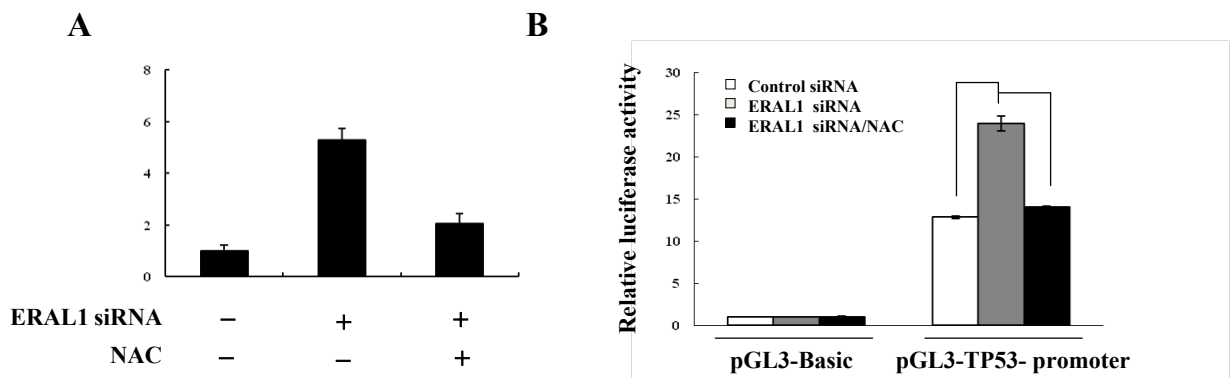 A
8
6
4
2
0
ERAL1 siRNA – + +
NAC – – +
B
Relative luciferase activity
30
25
20
15
10
5
0
Control siRNA
ERAL1 siRNA
ERAL1 siRNA/NAC
pGL3-Basic
pGL3-TP53- promoter